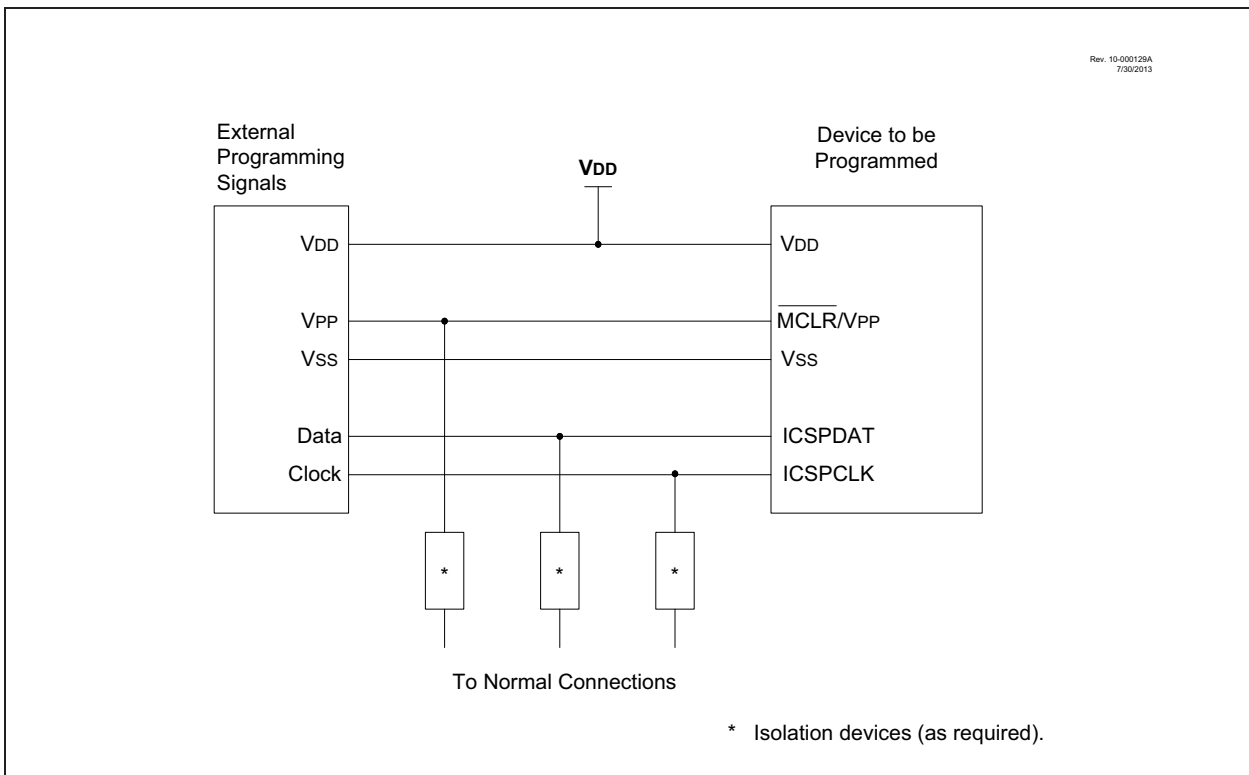 Rev. 10-000129A
7/30/2013
External
Programming
Signals
VDD
Device to be
Programmed
VDD
VDD
VPP
MCLR/VPP
VSS
VSS
Data
ICSPDAT
Clock
ICSPCLK
*
*
*
To Normal Connections
* Isolation devices (as required).